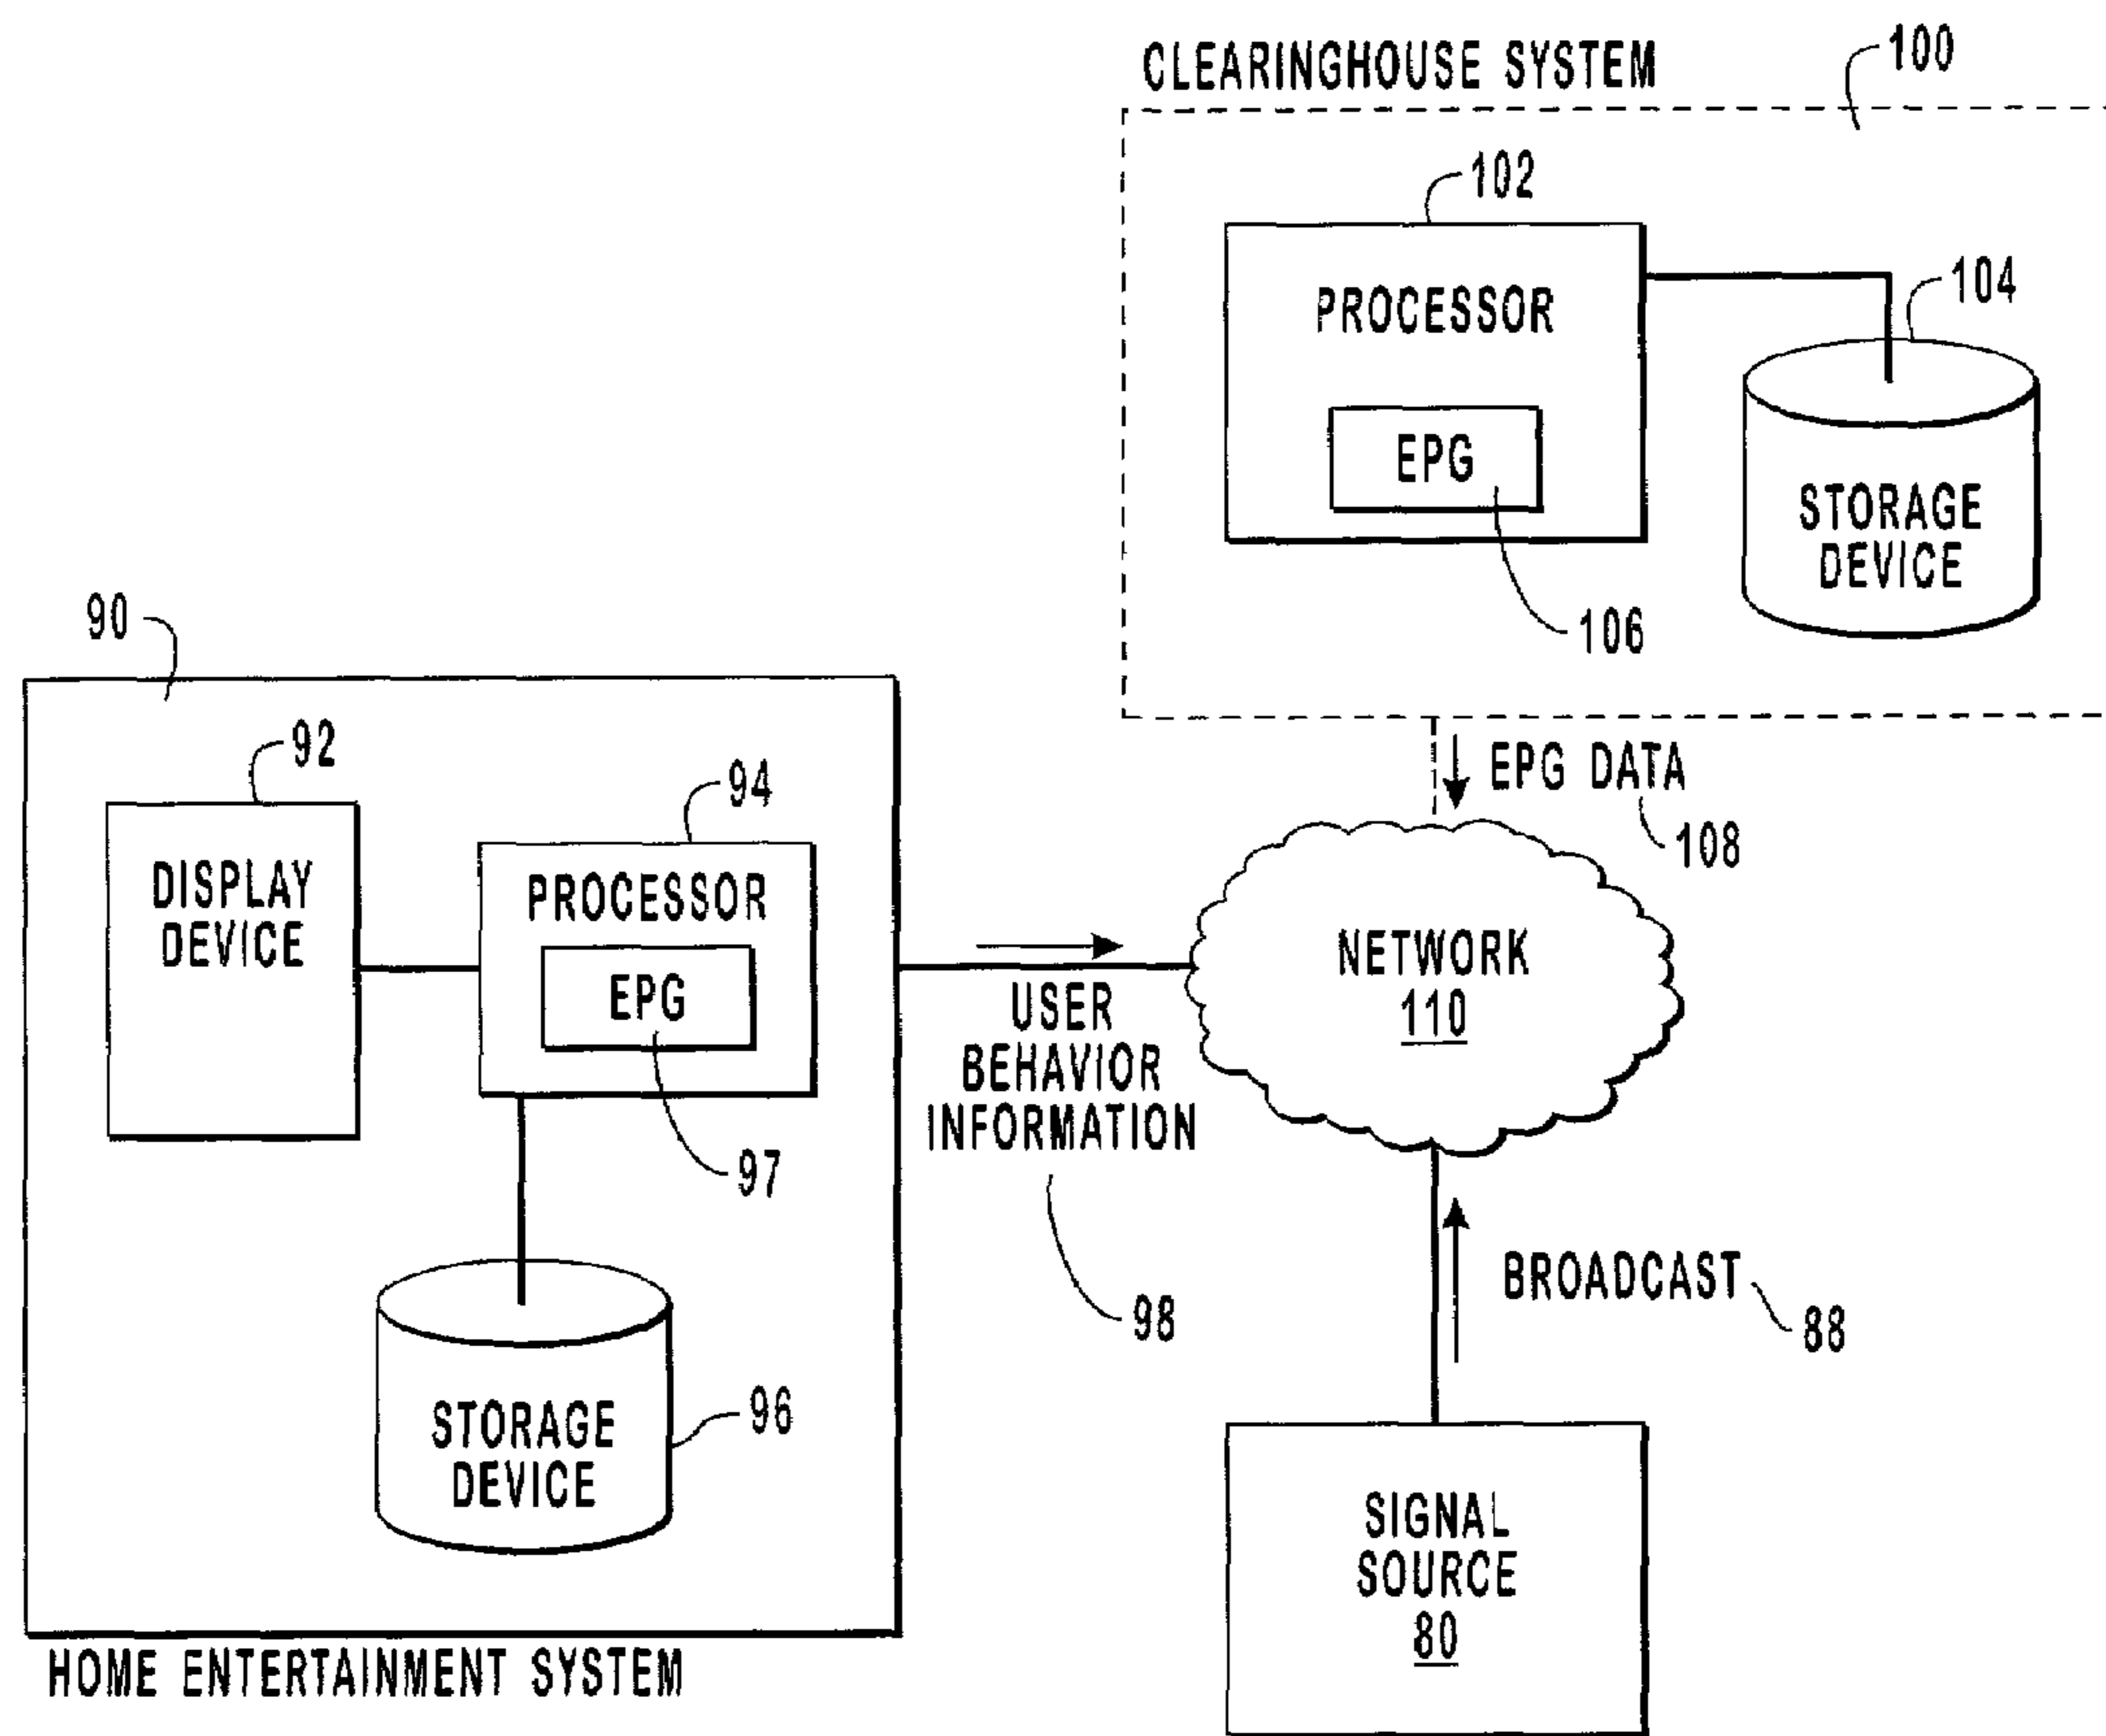 CLEARINGHOUSE SYSTEM
100
102
PROCESSOR
104
EPG
STORAGE
DEVICE
106
90
92
94
DISPLAY
DEVICE
PROCESSOR
EPG
97
96
STORAGE
DEVICE
HOME ENTERTAINMENT SYSTEM
EPG DATA
108
NETWORK
110
USER
BEHAVIOR
INFORMATION
98
BROADCAST
88
SIGNAL
SOURCE
80